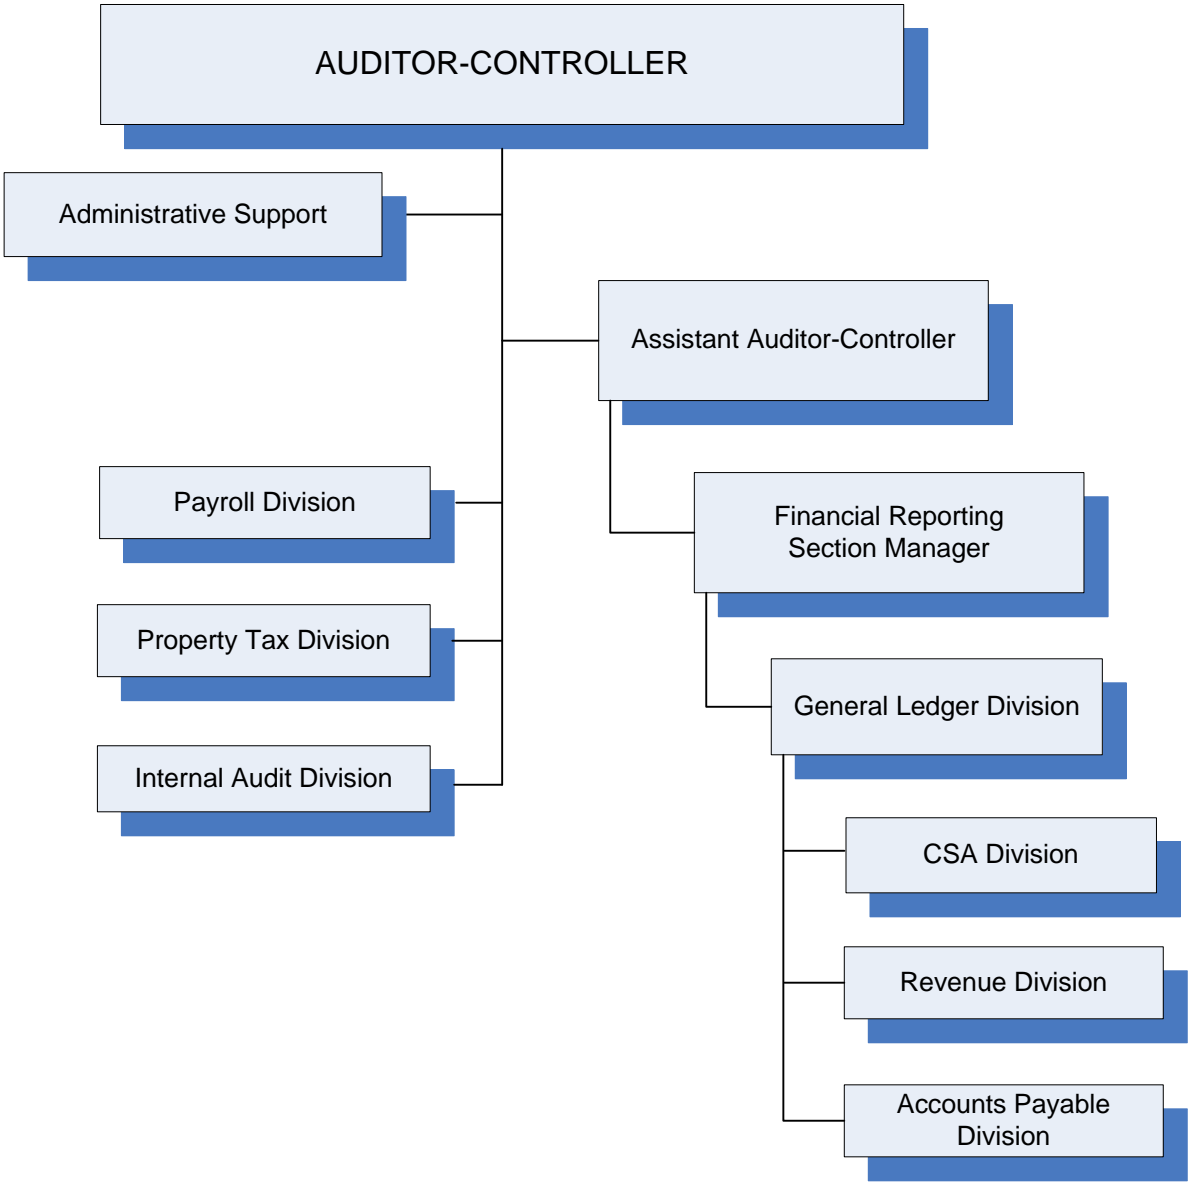 AUDITOR-CONTROLLER
Administrative Support
Assistant Auditor-Controller
Payroll Division
Financial Reporting
Section Manager
Property Tax Division
General Ledger Division
Internal Audit Division
CSA Division
Revenue Division
Accounts Payable
Division